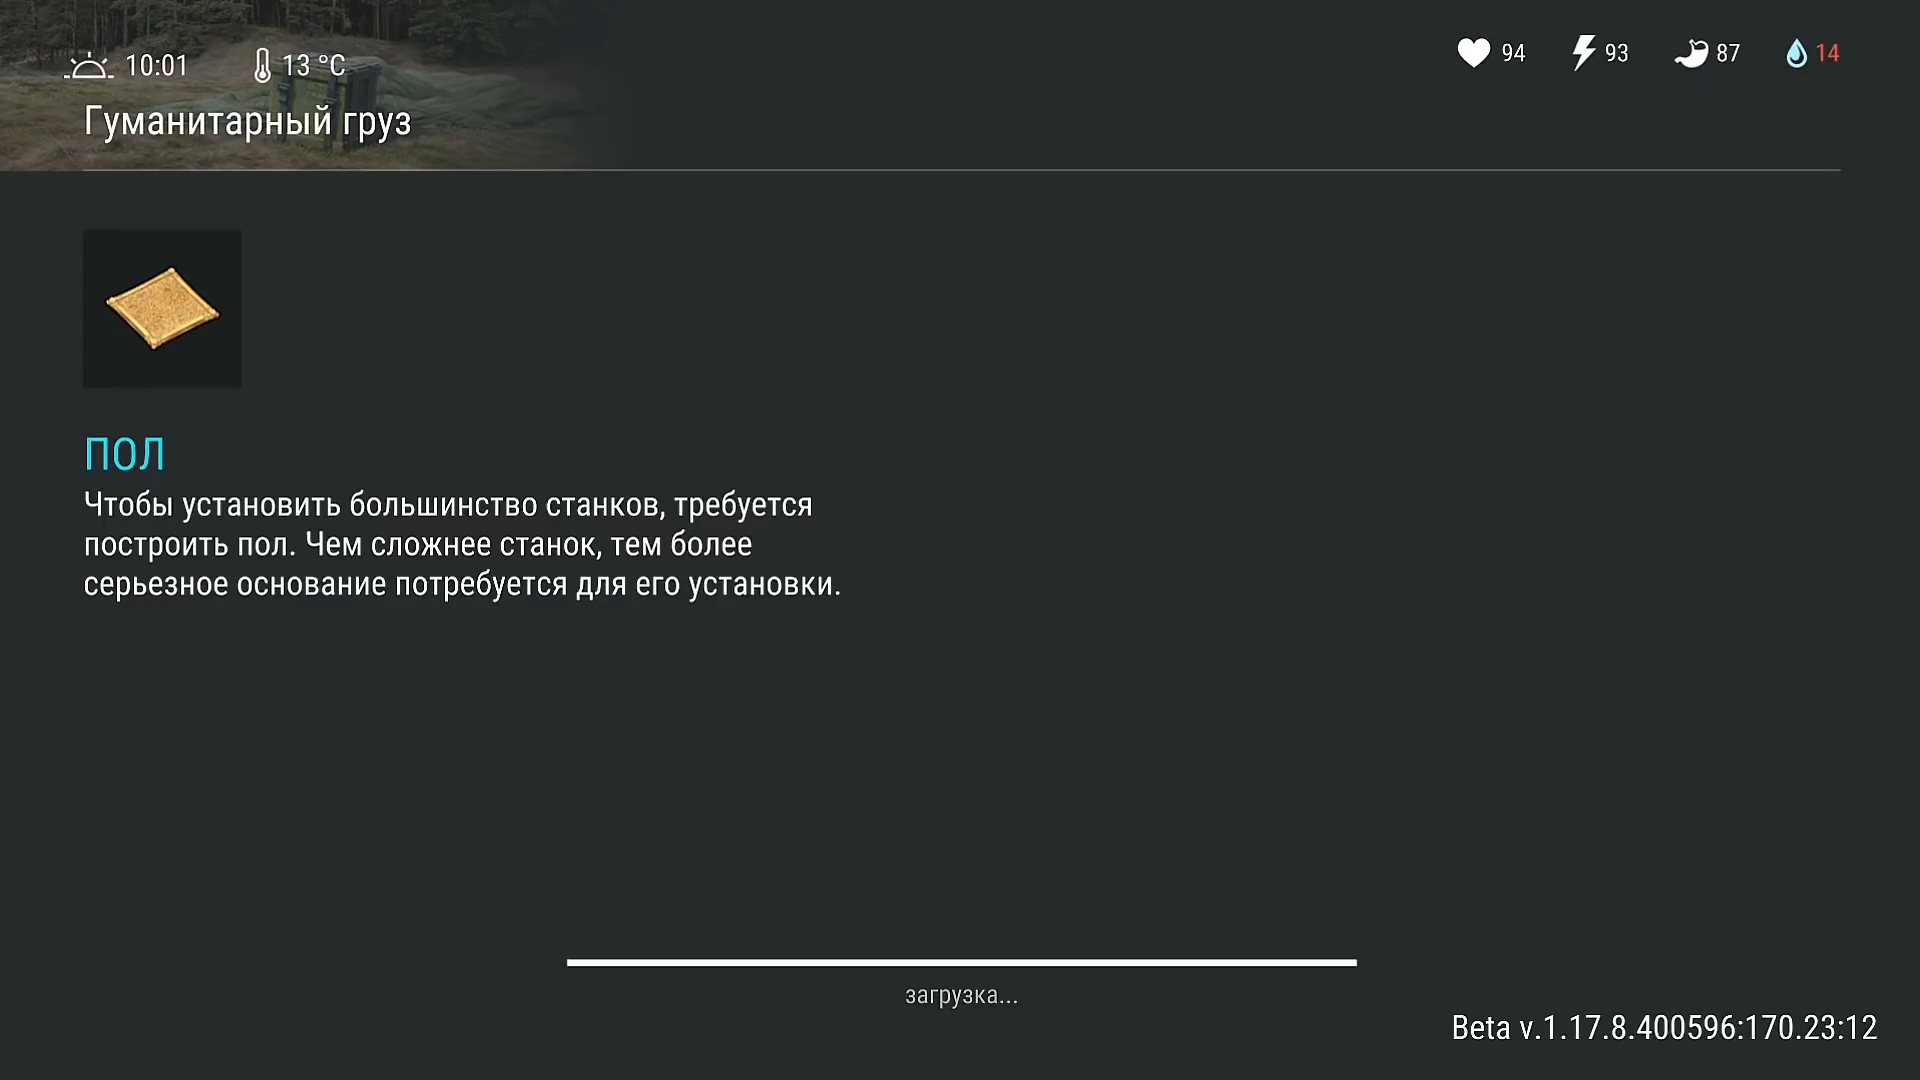 10:01 13 °C
94 93 87 14
Гуманитарный груз
ПОЛ
Чтобы установить большинство станков, требуется
построить пол. Чем сложнее станок, тем более
серьезное основание потребуется для его установки.
загрузка...
Beta v.1.17.8.400596:170.23:12